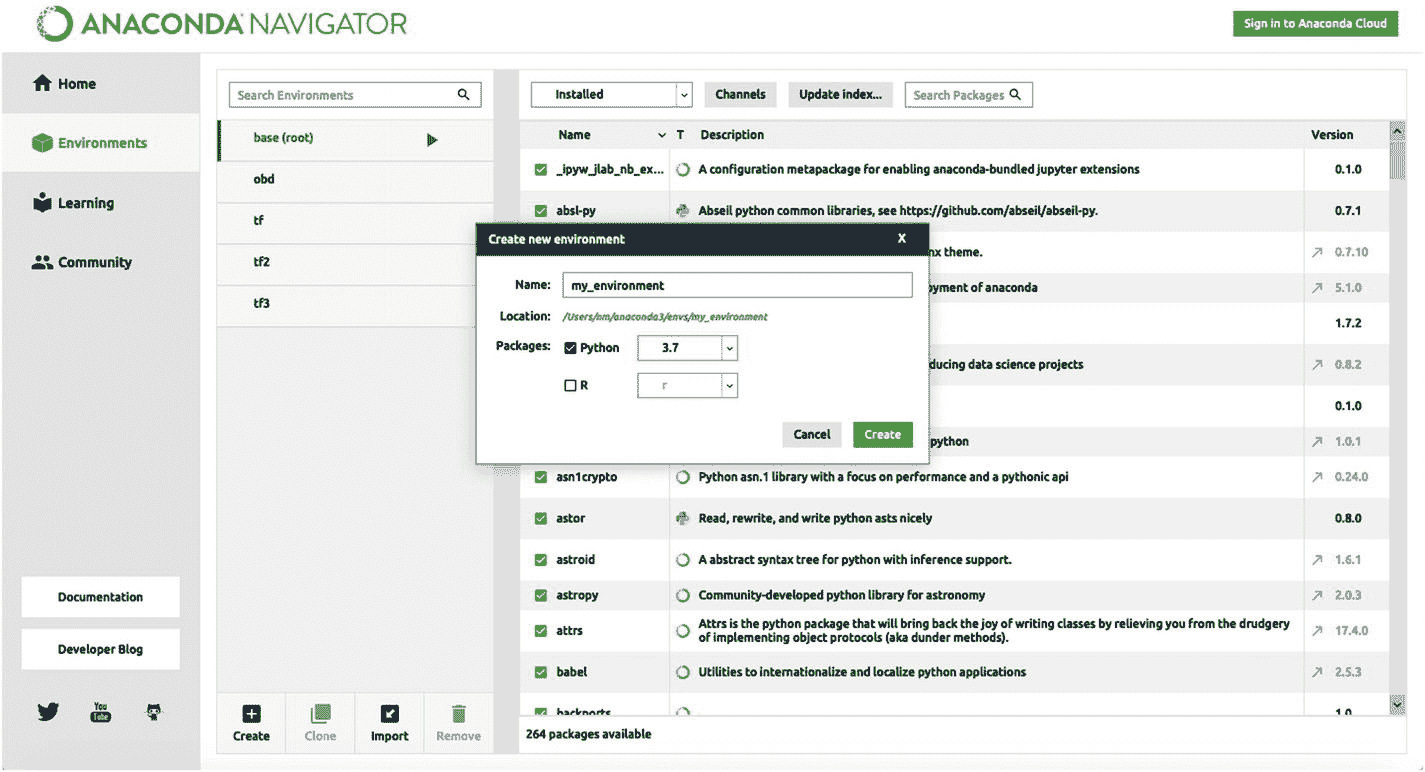 ANACONDA NAVIGATOR
Sign in to Anaconda Cloud
Home
Environments
Learning
Community
Documentation
Developer Blog
You
Tube
Search Environments
base (root)
obd
tf
tf2
tf3
Create
Clone
Import
Remove
Installed
Channels
Update index...
Search Packages
Name T Description Version
_ipyw_jlab_nb_ex... A configuration metapackage for enabling anaconda-bundled jupyter extensions 0.1.0
absl-py Abseil python common libraries, see https://github.com/abseil/abseil-py. 0.7.1
theme. 0.7.10
oyment of anaconda 5.1.0
1.7.2
ducing data science projects 0.8.2
0.1.0
python 1.0.1
asn1crypto Python asn.1 library with a focus on performance and a pythonic api 0.24.0
astor Read, rewrite, and write python asts nicely 0.8.0
astroid A abstract syntax tree for python with inference support. 1.6.1
astropy Community-developed python library for astronomy 2.0.3
attrs Attrs is the python package that will bring back the joy of writing classes by relieving you from the drudgery
of implementing object protocols (aka dunder methods). 17.4.0
babel Utilities to internationalize and localize python applications 2.5.3
backports 1.0
264 packages available
Create new environment X
Name: my_environment
Location: /Users/nm/anaconda3/envs/my_environment
Packages: Python 3.7
R r
Cancel Create